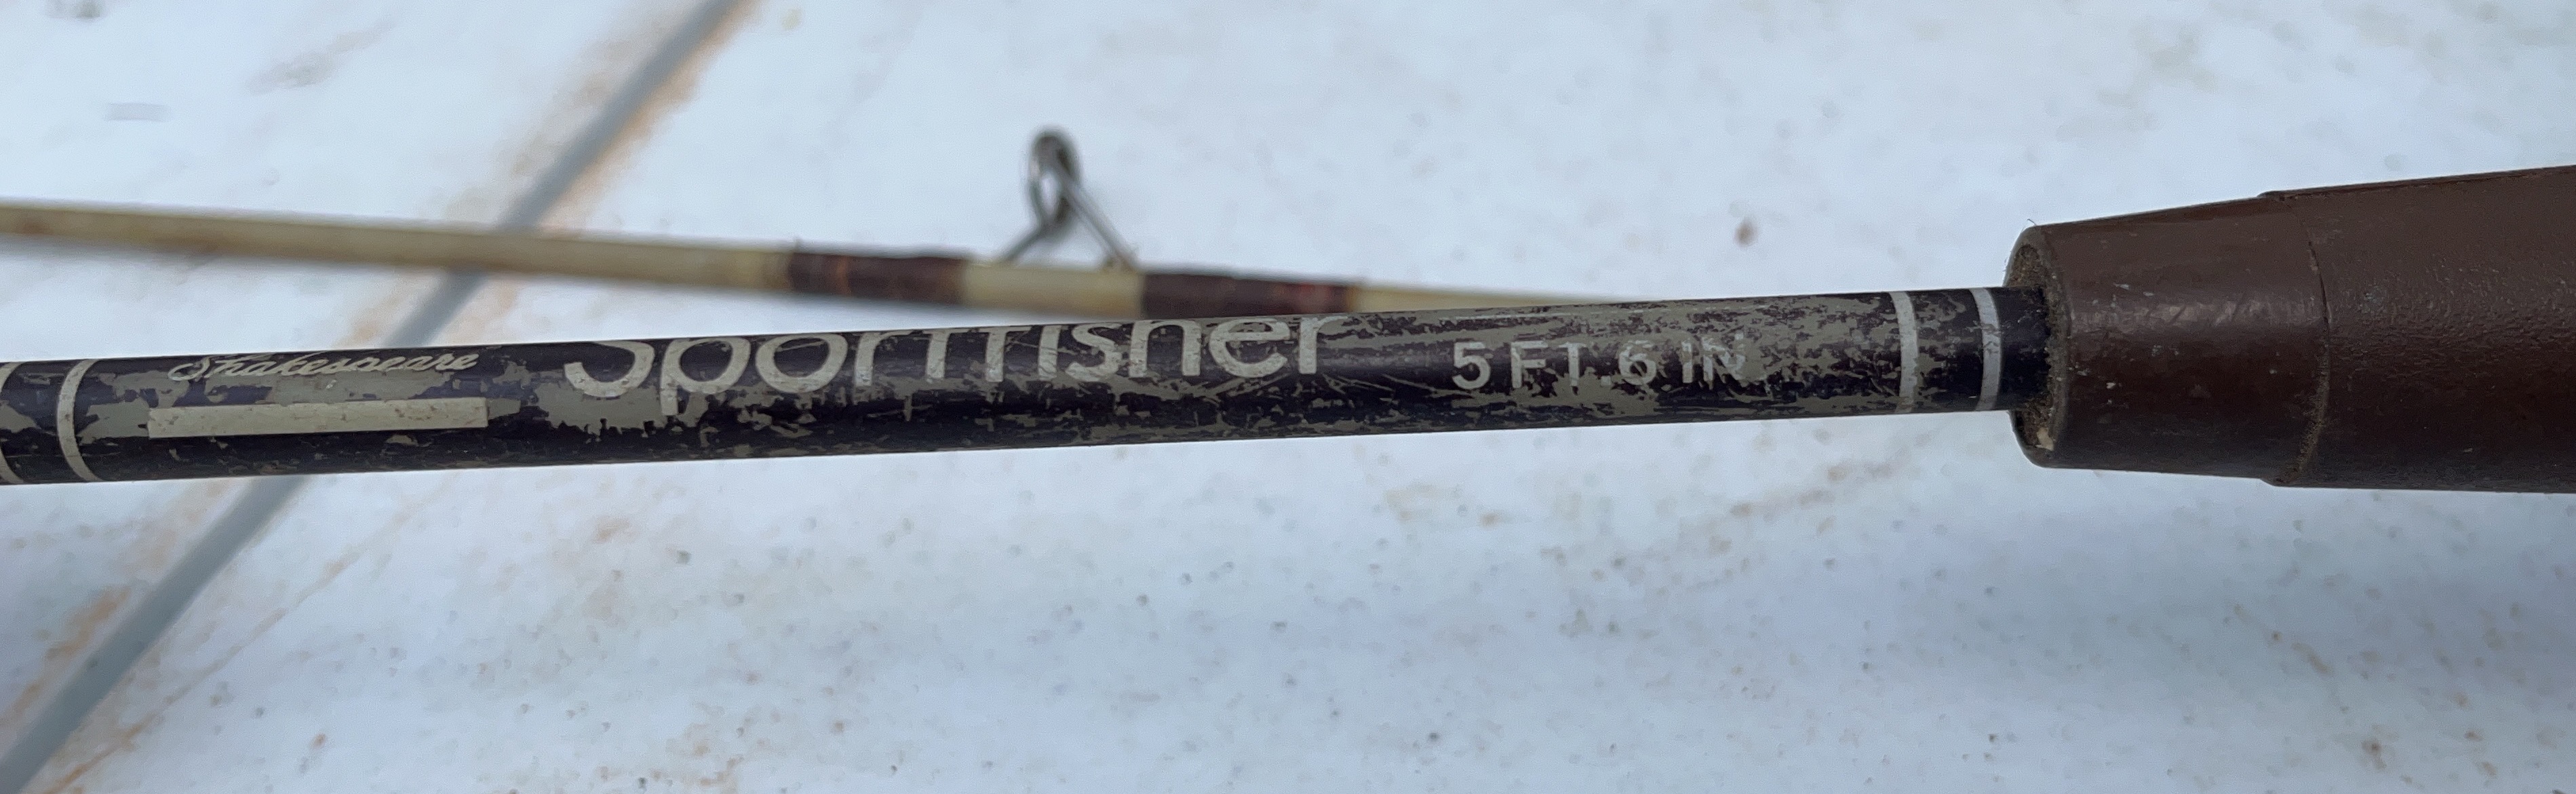 Shakespeare
Sportfisher
5 FT. 6 IN